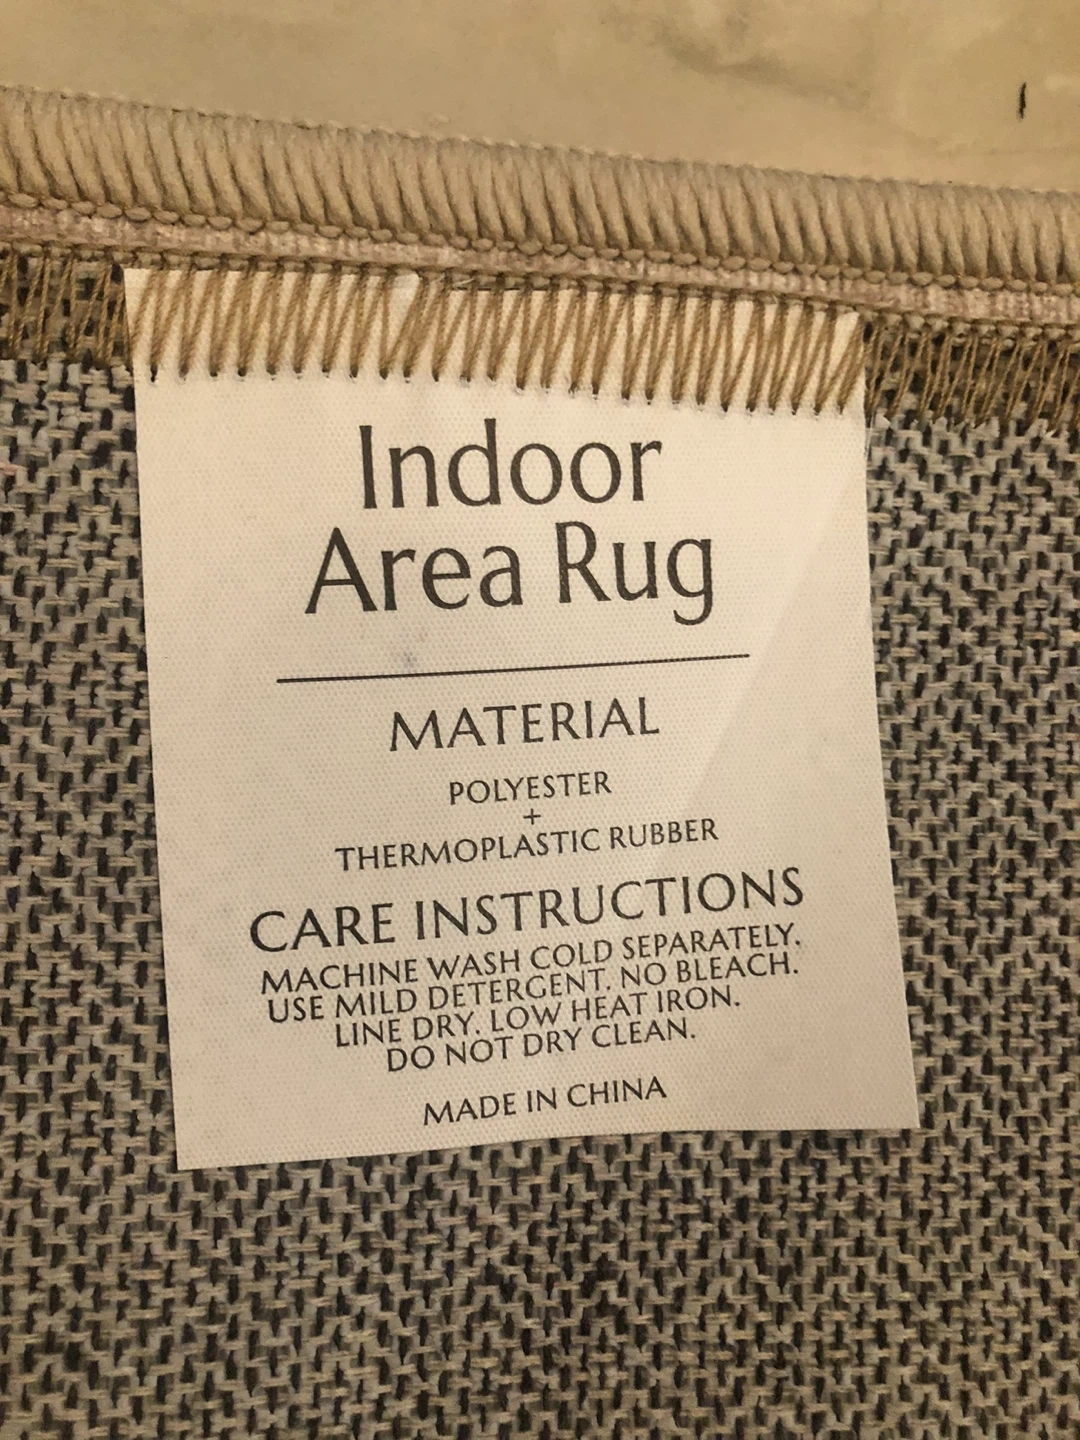 Indoor
Area Rug
MATERIAL
POLYESTER
+
THERMOPLASTIC RUBBER
CARE INSTRUCTIONS
MACHINE WASH COLD SEPARATELY.
USE MILD DETERGENT. NO BLEACH.
LINE DRY. LOW HEAT IRON.
DO NOT DRY CLEAN.
MADE IN CHINA